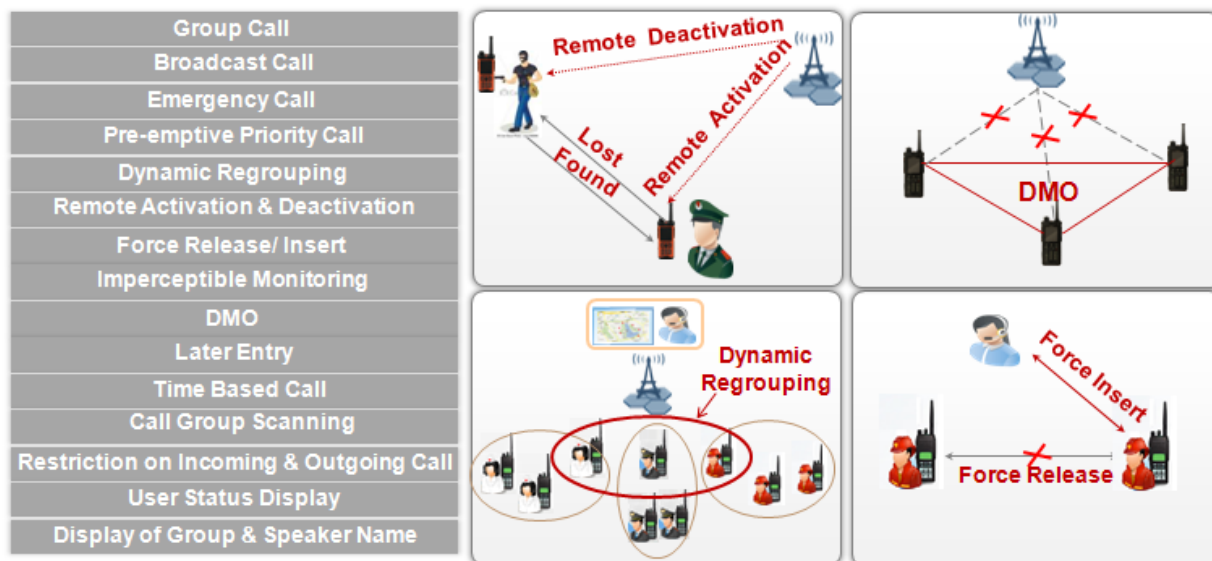 Group Call
Broadcast Call
Emergency Call
Pre-emptive Priority Call
Dynamic Regrouping
Remote Activation & Deactivation
Force Release/ Insert
Imperceptible Monitoring
DMO
Later Entry
Time Based Call
Call Group Scanning
Restriction on Incoming & Outgoing Call
User Status Display
Display of Group & Speaker Name
Remote Deactivation
Remote Activation
Lost
Found
DMO
Dynamic
Regrouping
Force Insert
Force Release